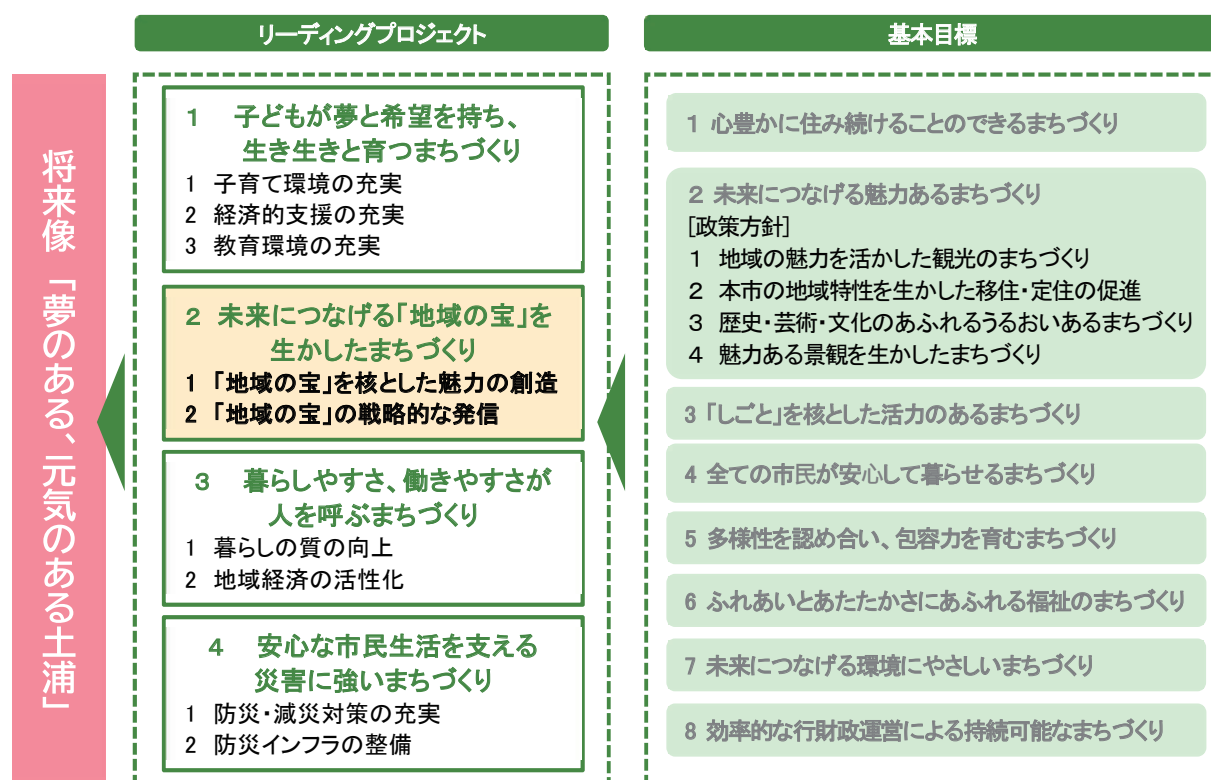 リーディングプロジェクト
基本目標
将来像 「夢のある、元気のある土浦」
1 子どもが夢と希望を持ち、
生き生きと育つまちづくり
1 子育て環境の充実
2 経済的支援の充実
3 教育環境の充実
2 未来につなげる「地域の宝」を
生かしたまちづくり
1 「地域の宝」を核とした魅力の創造
2 「地域の宝」の戦略的な発信
3 暮らしやすさ、働きやすさが
人を呼ぶまちづくり
1 暮らしの質の向上
2 地域経済の活性化
4 安心な市民生活を支える
災害に強いまちづくり
1 防災・減災対策の充実
2 防災インフラの整備
1 心豊かに住み続けることのできるまちづくり
2 未来につなげる魅力あるまちづくり
[政策方針]
1 地域の魅力を活かした観光のまちづくり
2 本市の地域特性を生かした移住・定住の促進
3 歴史・芸術・文化のあふれるうるおいあるまちづくり
4 魅力ある景観を生かしたまちづくり
3 「しごと」を核とした活力のあるまちづくり
4 全ての市民が安心して暮らせるまちづくり
5 多様性を認め合い、包容力を育むまちづくり
6 ふれあいとあたたかさにあふれる福祉のまちづくり
7 未来につなげる環境にやさしいまちづくり
8 効率的な行財政運営による持続可能なまちづくり